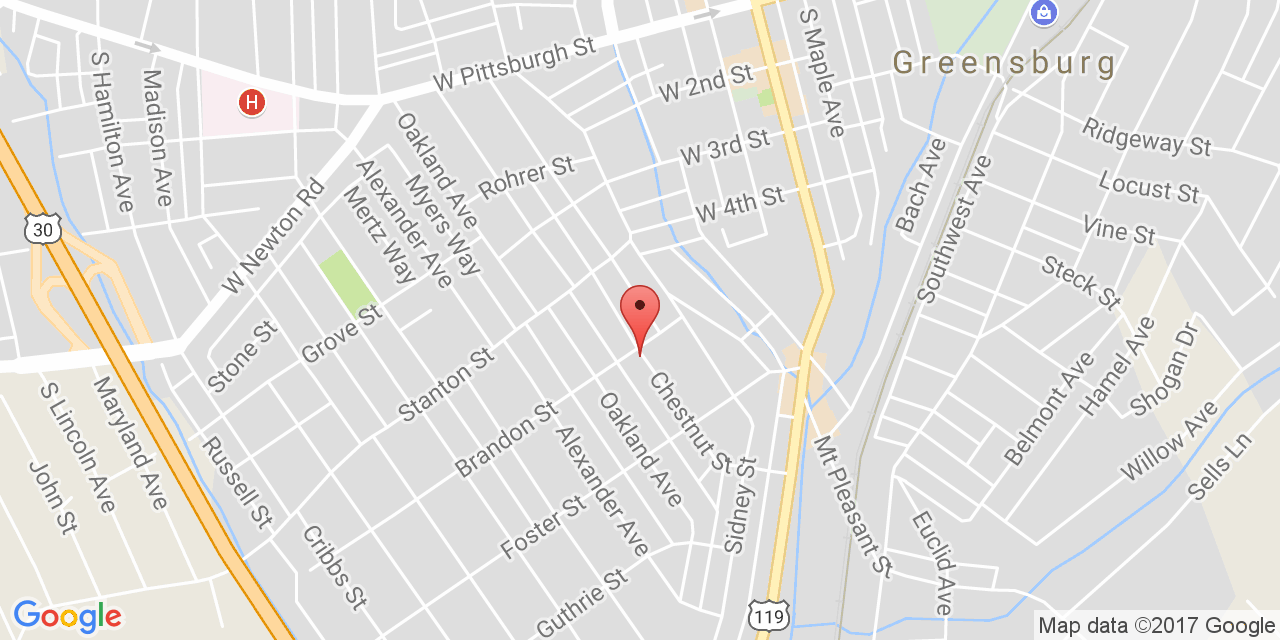 W Pittsburgh St
W 2nd St
S Maple Ave
Greensburg
S Hamilton Ave
Madison Ave
H
Oakland Ave
W 3rd St
Ridgeway St
Alexander Ave
Rohrer St
Bach Ave
Locust St
Myers Way
W 4th St
Southwest Ave
Mertz Way
Vine St
30
W Newton Rd
Steck St
Stone St
Grove St
Hamel Ave
Shogan Dr
Stanton St
Belmont Ave
S Lincoln Ave
Maryland Ave
Chestnut St
Oakland Ave
Brandon St
Willow Ave
Sells Ln
John St
Russell St
Alexander Ave
Mt Pleasant St
Sidney St
Foster St
Cribbs St
Euclid Ave
Guthrie St
119
Google
Map data ©2017 Google